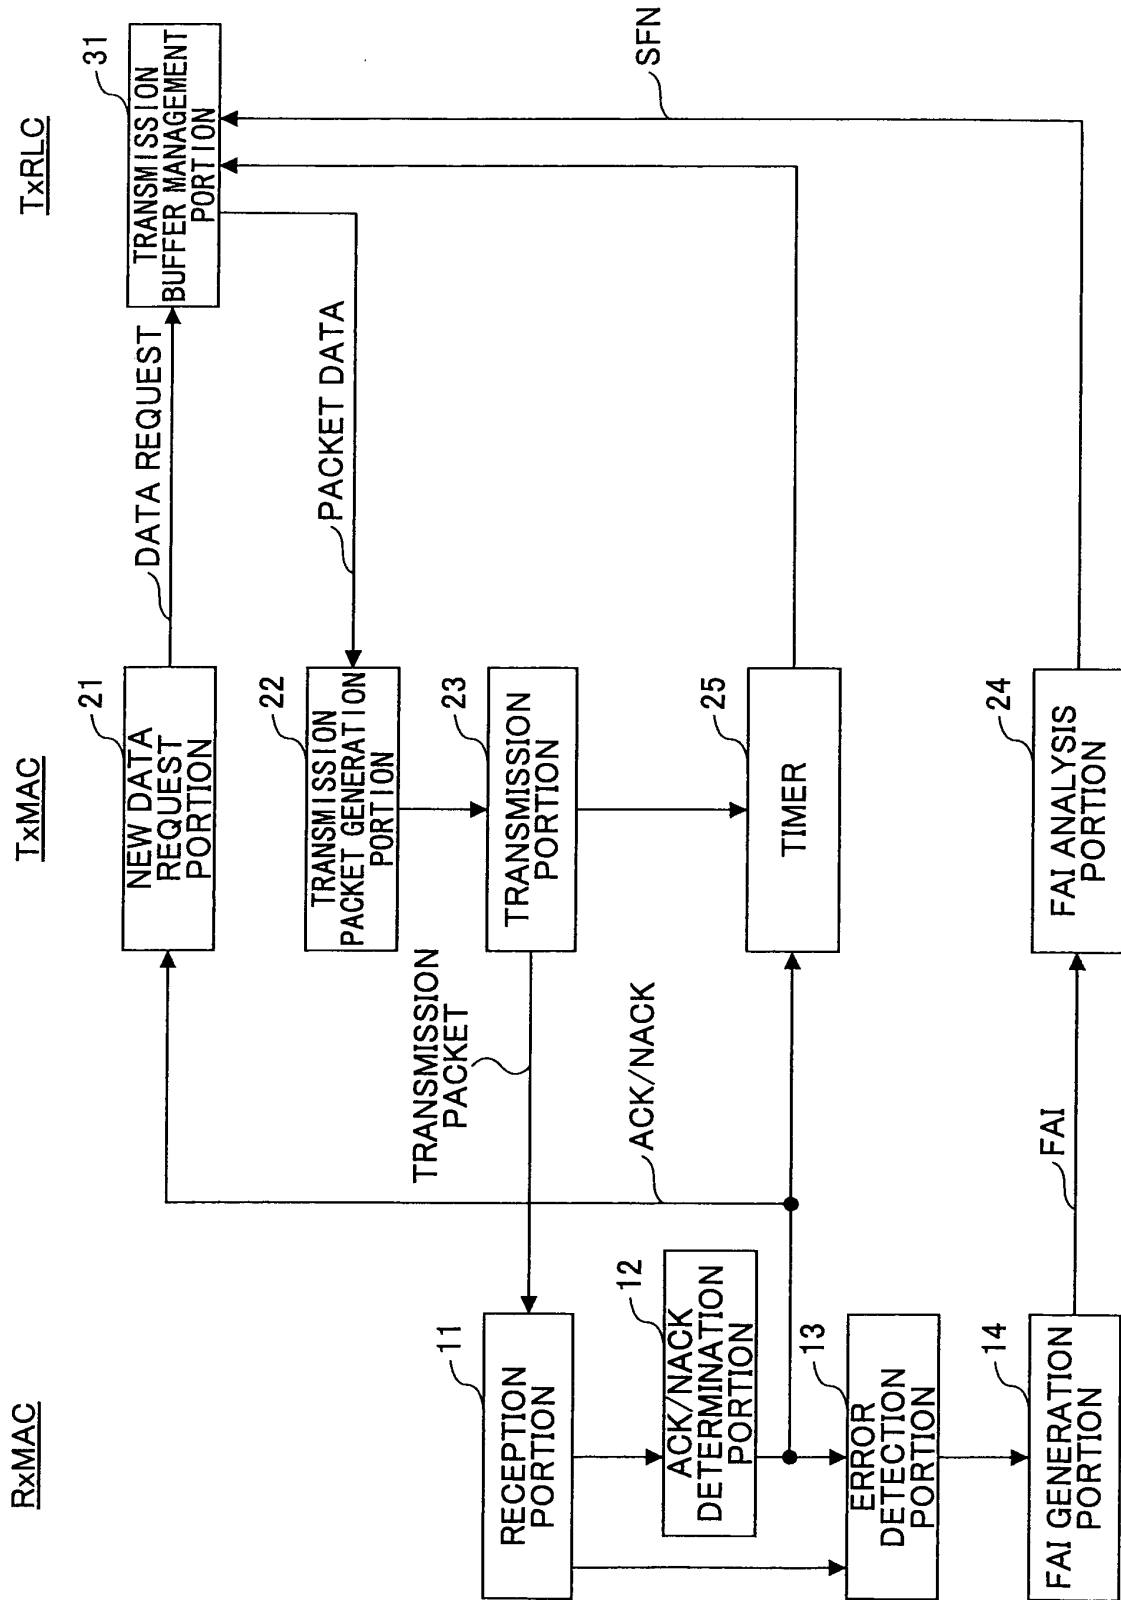 RxMAC
TxMAC
TxRLC
NEW DATA
REQUEST
PORTION
21
DATA REQUEST
TRANSMISSION
BUFFER MANAGEMENT
PORTION
31
TRANSMISSION
PACKET GENERATION
PORTION
22
PACKET DATA
SFN
RECEPTION
PORTION
11
TRANSMISSION
PACKET
TRANSMISSION
PORTION
23
ACK/NACK
DETERMINATION
PORTION
12
ACK/NACK
TIMER
25
ERROR
DETECTION
PORTION
13
FAI GENERATION
PORTION
14
FAI
FAI ANALYSIS
PORTION
24